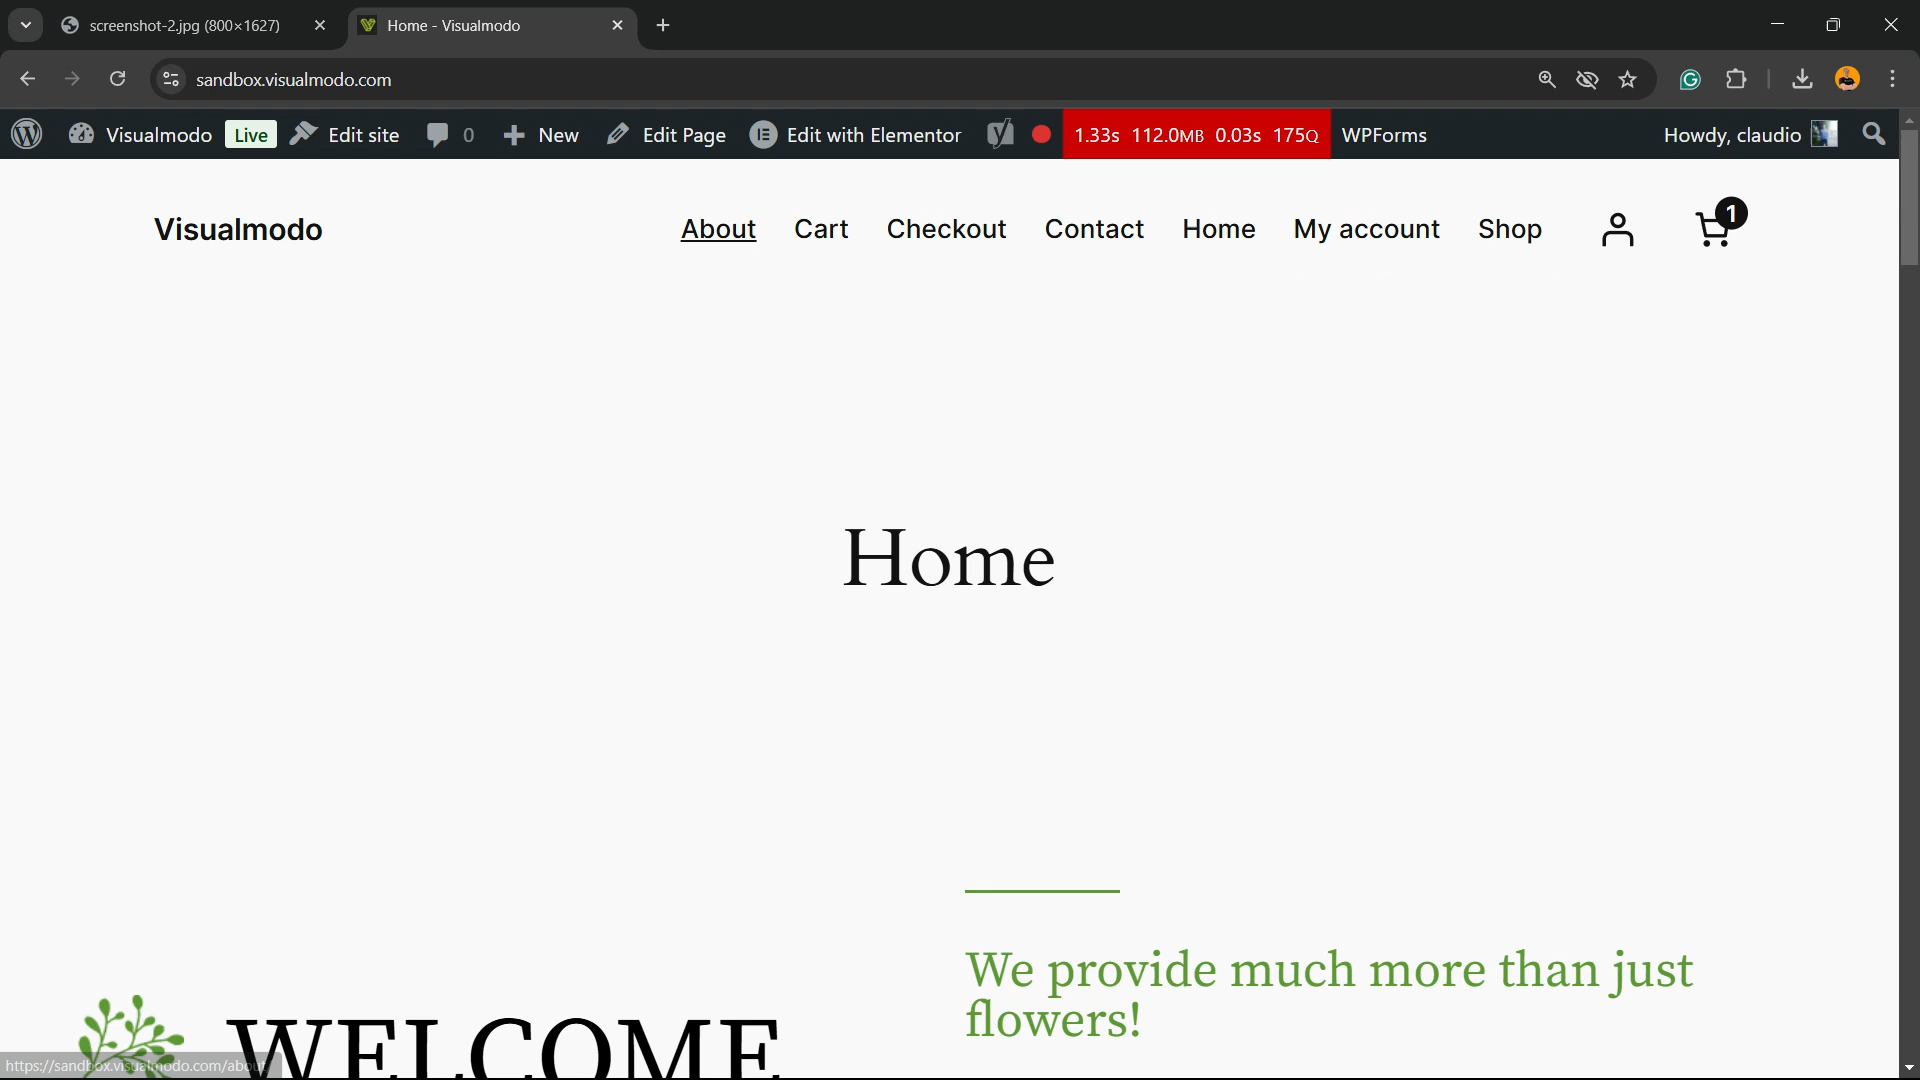 screenshot-2.jpg (800×1627)
Home - Visualmodo
sandbox.visualmodo.com
Visualmodo Live Edit site 0 New Edit Page Edit with Elementor 1.33s 112.0MB 0.03s 175Q WPForms Howdy, claudio
Visualmodo
About Cart Checkout Contact Home My account Shop 1
Home
We provide much more than just
flowers!
WELCOME
https://sandbox.visualmodo.com/about/